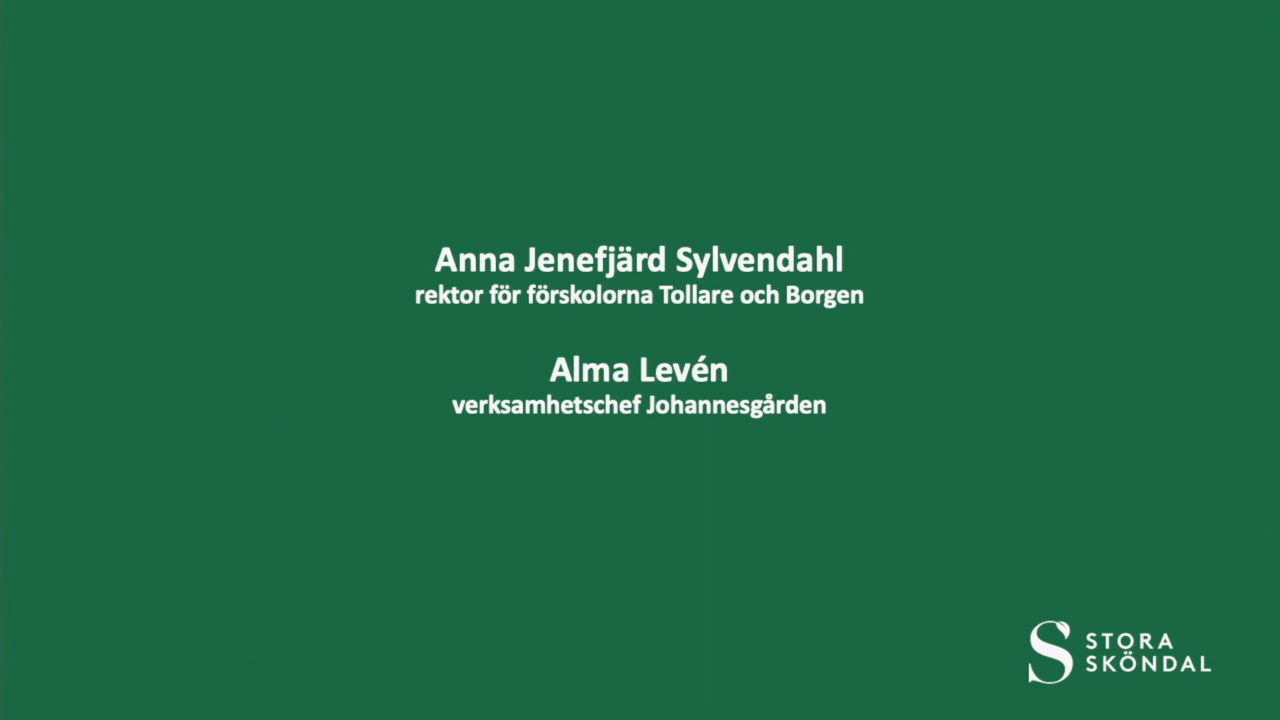 Anna Jenefjärd Sylvendahl
rektor för förskolorna Tollare och Borgen
Alma Levén
verksamhetschef Johannesgården
STORA
SKÖNDAL